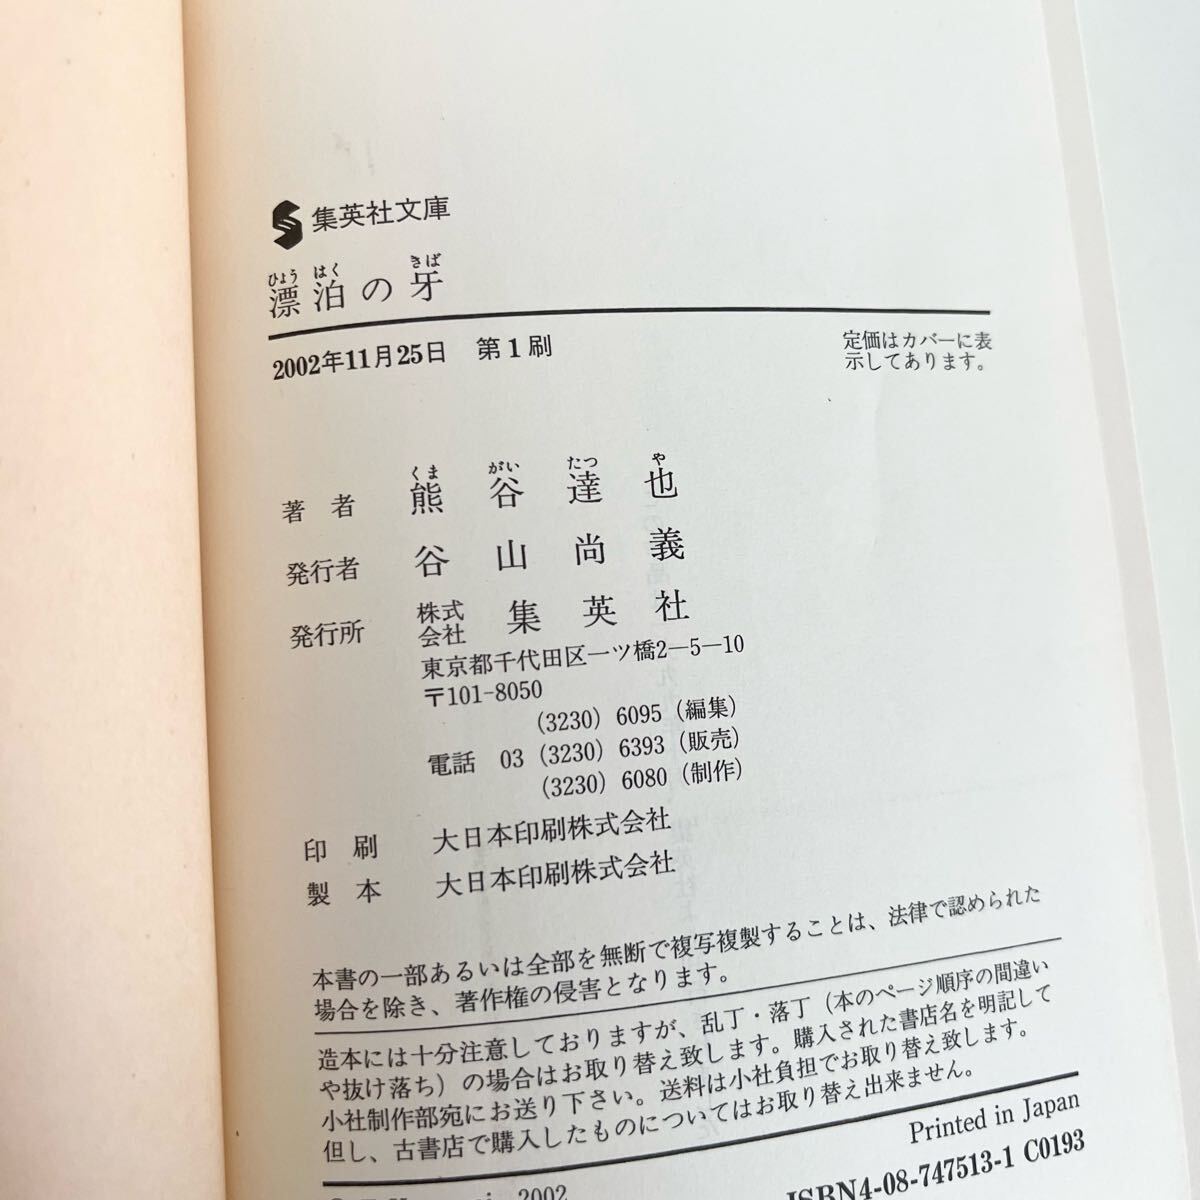 集英社文庫
ひょう はく きば
漂泊の牙
2002年11月25日 第1刷
定価はカバーに表
示してあります。
くま がい たつ や
著者 熊谷達也
発行者 谷山尚義
発行所 株式会社 集英社
東京都千代田区一ツ橋2―5―10
〒101-8050
(3230) 6095 (編集)
電話 03 (3230) 6393 (販売)
(3230) 6080 (制作)
印刷 大日本印刷株式会社
製本 大日本印刷株式会社
本書の一部あるいは全部を無断で複写複製することは、法律で認められた
場合を除き、著作権の侵害となります。
造本には十分注意しておりますが、乱丁・落丁(本のページ順序の間違い
や抜け落ち)の場合はお取り替え致します。購入された書店名を明記して
小社制作部宛にお送り下さい。送料は小社負担でお取り替え致します。
但し、古書店で購入したものについてはお取り替え出来ません。
Printed in Japan
2002
ISBN4-08-747513-1 C0193